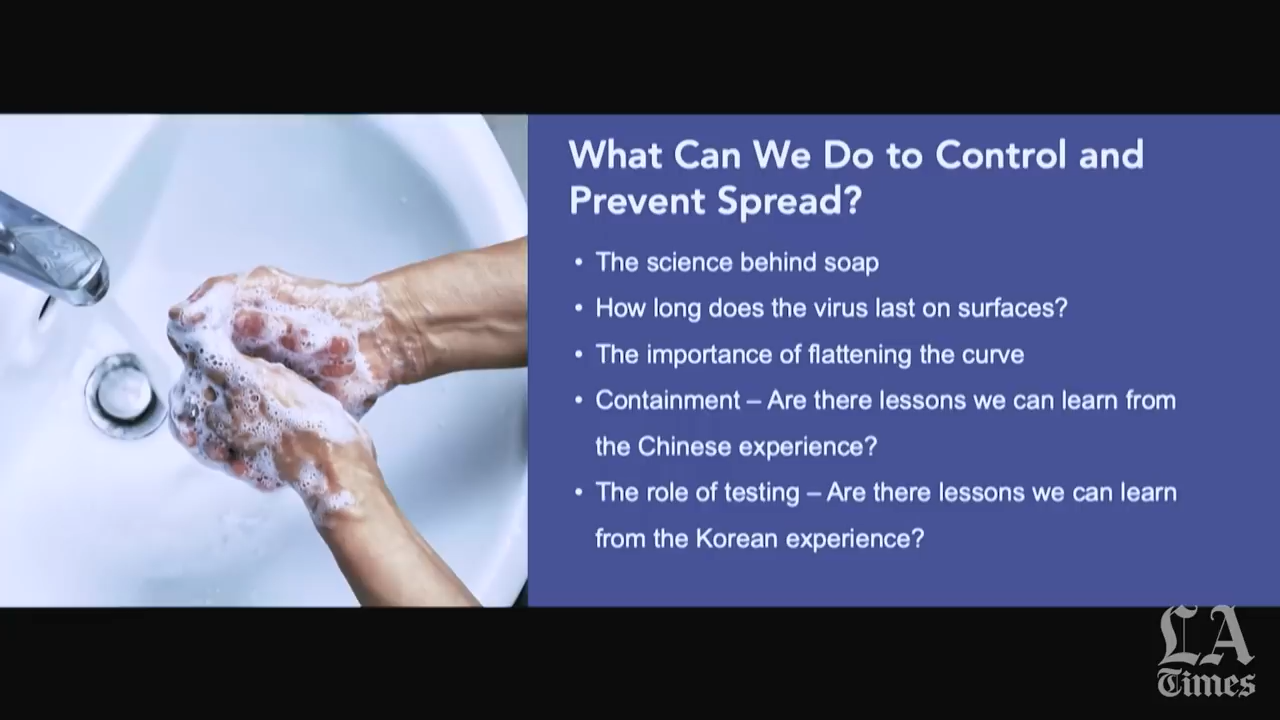 What Can We Do to Control and
Prevent Spread?
• The science behind soap
• How long does the virus last on surfaces?
• The importance of flattening the curve
• Containment – Are there lessons we can learn from
the Chinese experience?
• The role of testing – Are there lessons we can learn
from the Korean experience?
LA
Times